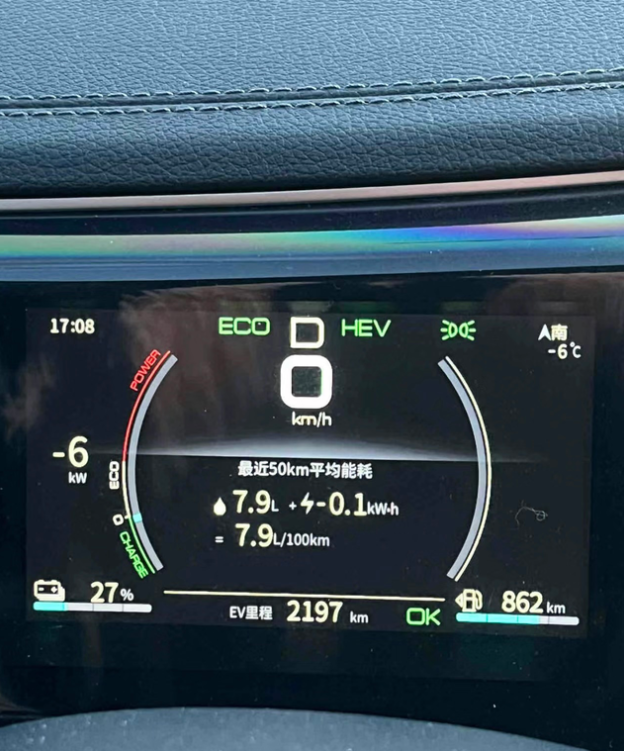 17:08
ECO D HEV
南
-6℃
POWER
0
km/h
-6
kW
ECO
最近50km平均能耗
7.9L +-0.1kW·h
= 7.9L/100km
0
CHARGE
27%
862 km
EV里程 2197 km OK